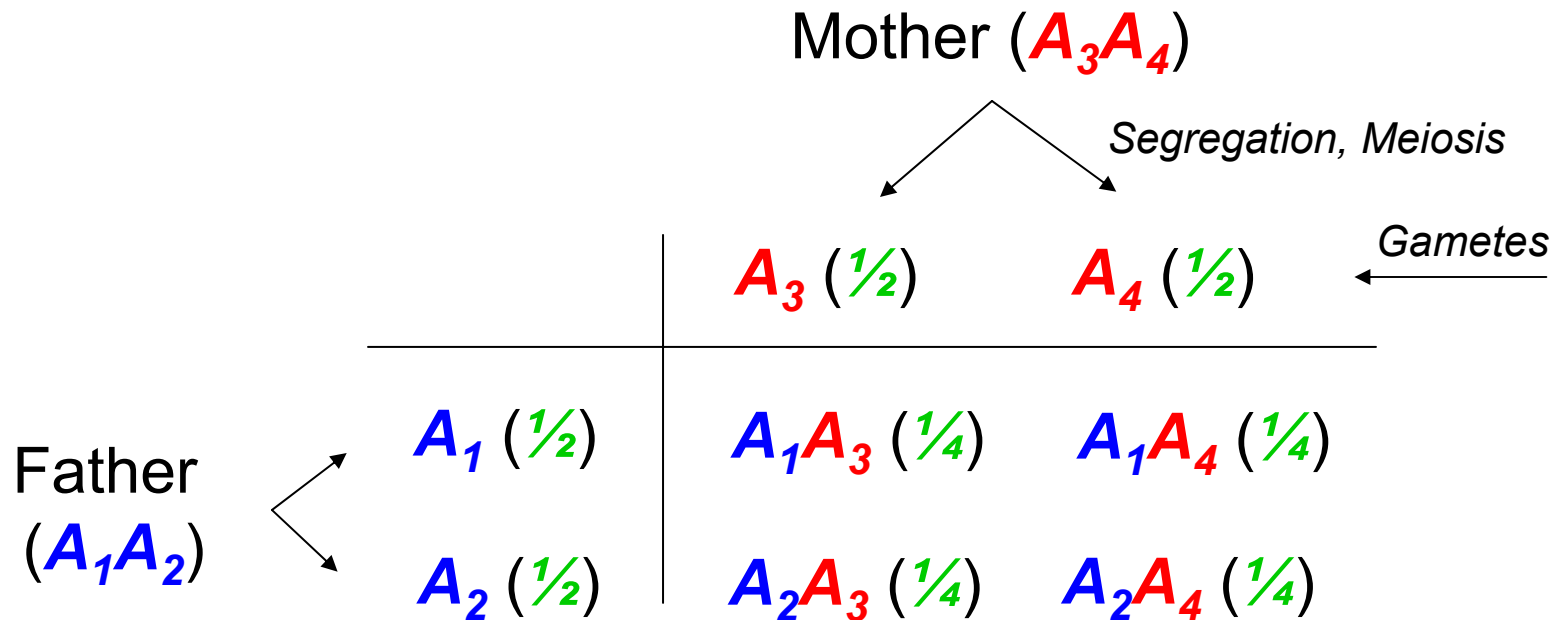 Mother (A₃A₄)
Segregation, Meiosis
Gametes
A₃ (½) A₄ (½)
A₁ (½) A₁A₃ (¼) A₁A₄ (¼)
Father
(A₁A₂)
A₂ (½) A₂A₃ (¼) A₂A₄ (¼)